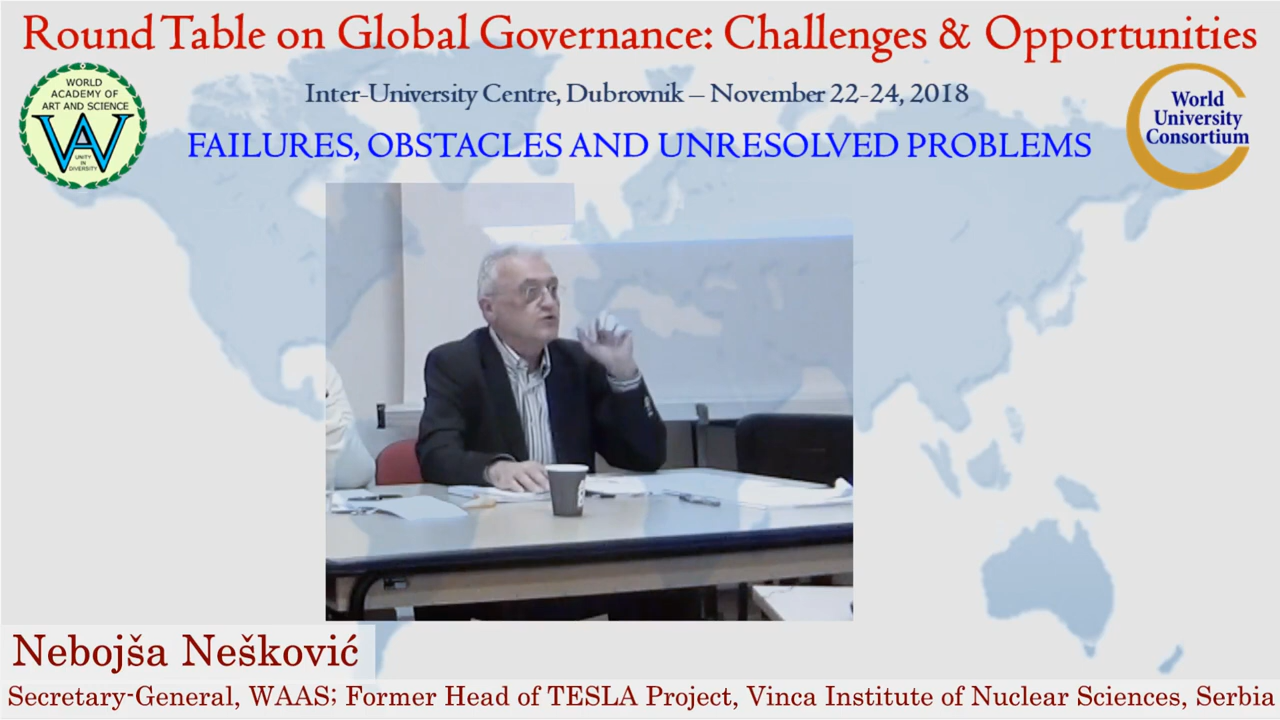 Round Table on Global Governance: Challenges & Opportunities
WORLD
ACADEMY OF
ART AND SCIENCE
WA
UNITY
IN
DIVERSITY
Inter-University Centre, Dubrovnik – November 22-24, 2018
World
University
Consortium
FAILURES, OBSTACLES AND UNRESOLVED PROBLEMS
Nebojša Nešković
Secretary-General, WAAS; Former Head of TESLA Project, Vinca Institute of Nuclear Sciences, Serbia